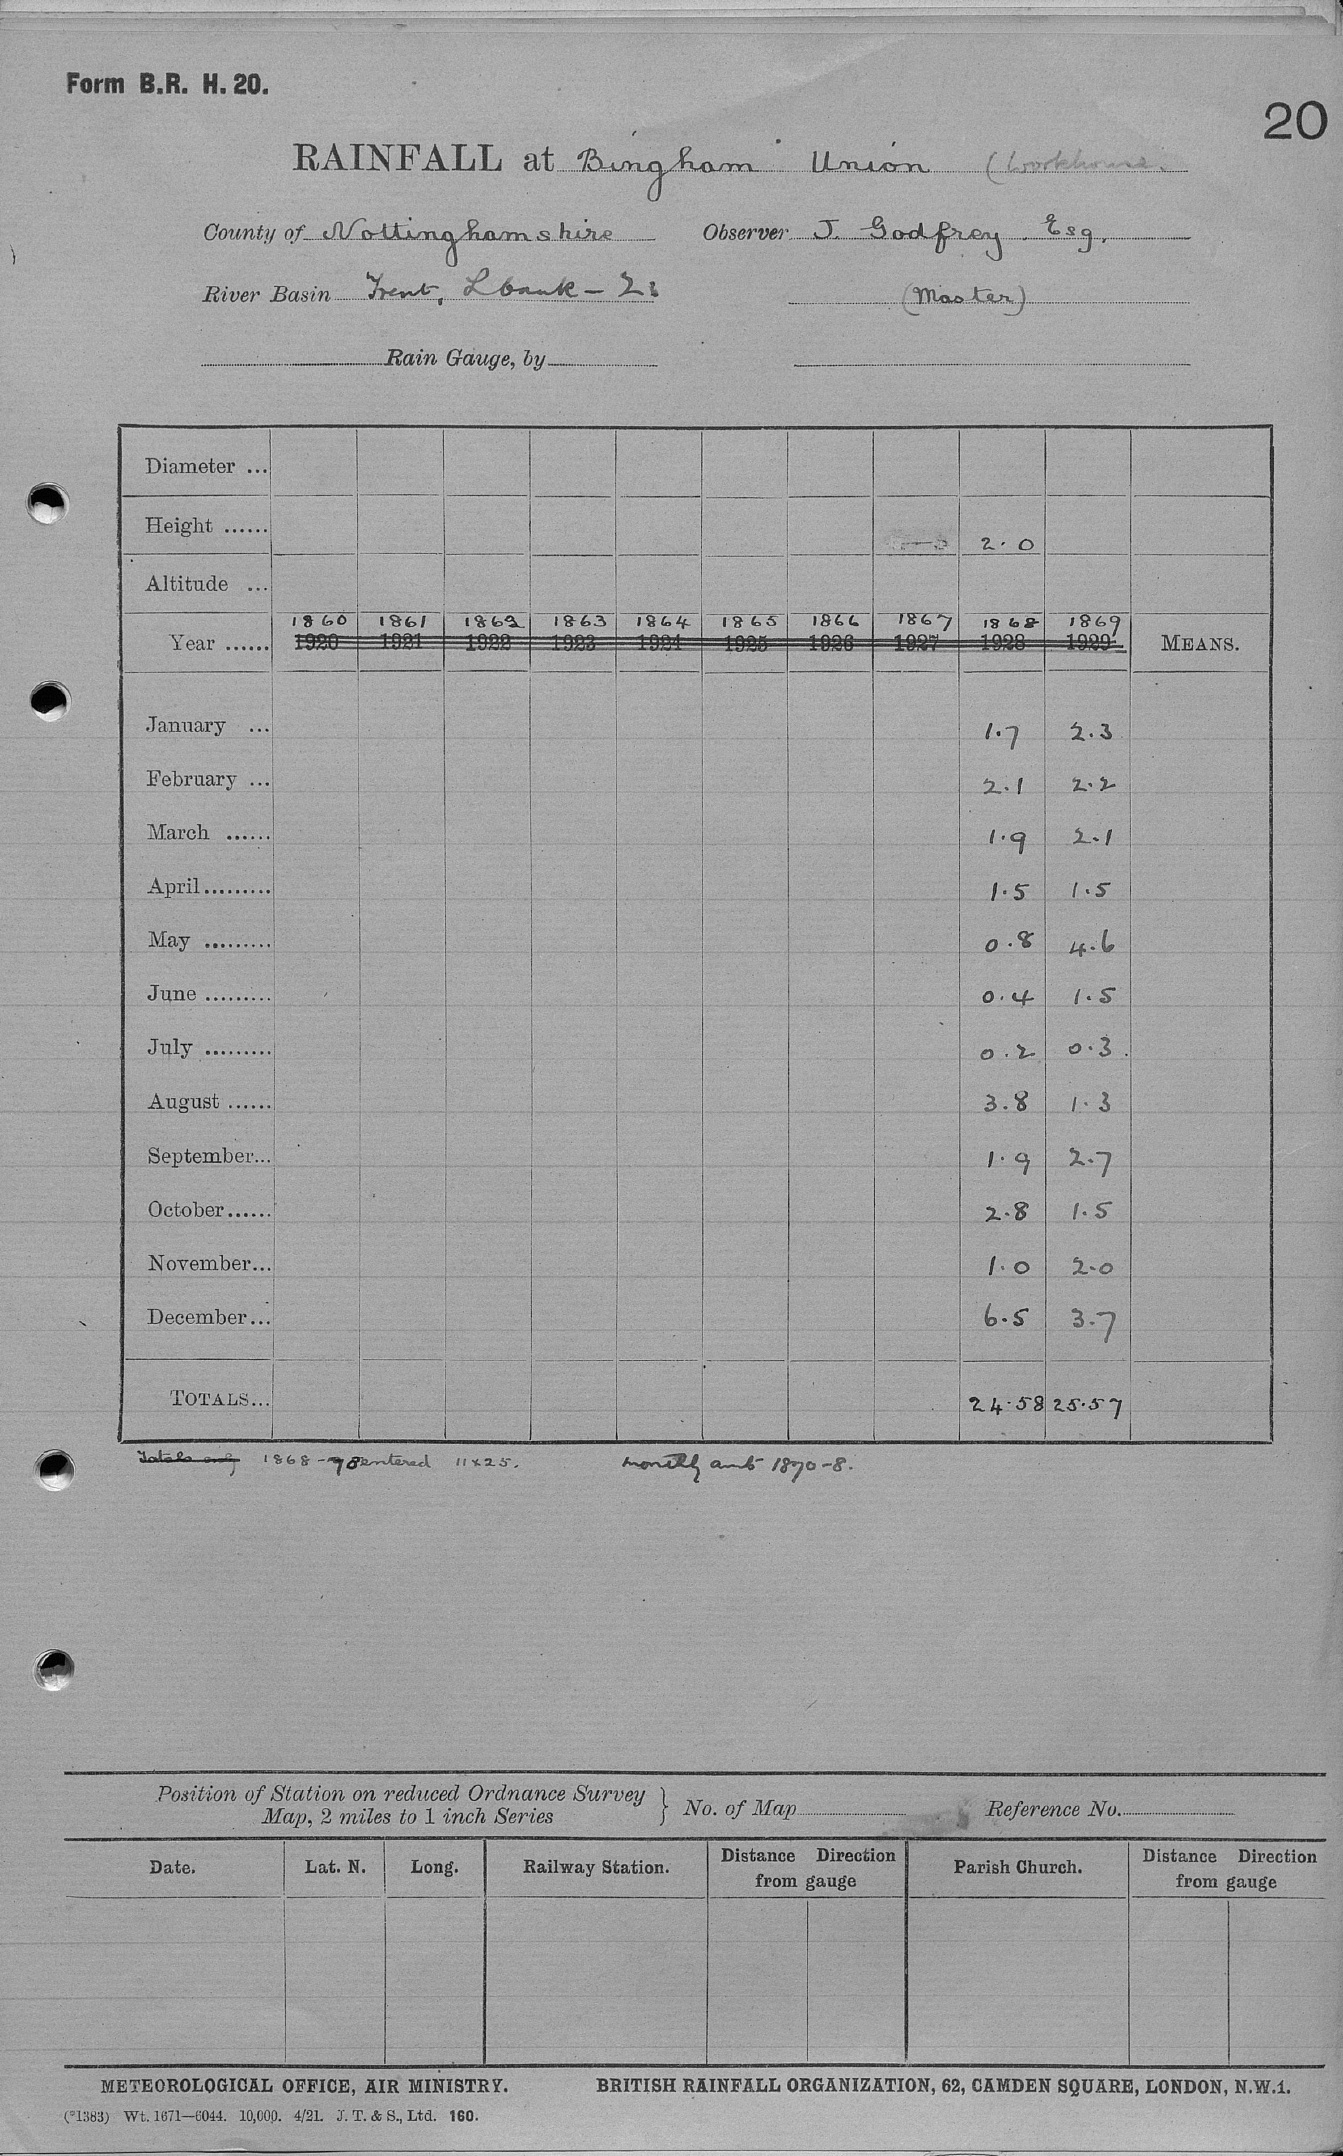 Form B.R. H. 20.
20
RAINFALL at Bingham Union (Workhouse.
County of Nottinghamshire Observer J. Godfrey Esq.
River Basin Trent, L bank - (Master)
Rain Gauge, by
Diameter ...
Height ...... 2.0
Altitude ...
1860 1861 1862 1863 1864 1865 1866 1867 1868 1869
Year ...... 1920 1921 1922 1923 1924 1925 1926 1927 1928 1929 MEANS.
January ... 1.7 2.3
February ... 2.1 2.2
March ...... 1.9 2.1
April ......... 1.5 1.5
May ......... 0.8 4.6
June ......... 0.4 1.5
July ......... 0.2 0.3
August ...... 3.8 1.3
September... 1.9 2.7
October...... 2.8 1.5
November... 1.0 2.0
December... 6.5 3.7
TOTALS... 24.58 25.57
Totals only 1868-78 entered 11x25. monthly amts 1870-8.
Position of Station on reduced Ordnance Survey
Map, 2 miles to 1 inch Series } No. of Map Reference No.
Date. Lat. N. Long. Railway Station. Distance Direction from gauge Parish Church. Distance Direction from gauge
METEOROLOGICAL OFFICE, AIR MINISTRY. BRITISH RAINFALL ORGANIZATION, 62, CAMDEN SQUARE, LONDON, N.W.1.
(*1383) Wt. 1671—6044. 10,000. 4/21. J. T. & S., Ltd. 160.